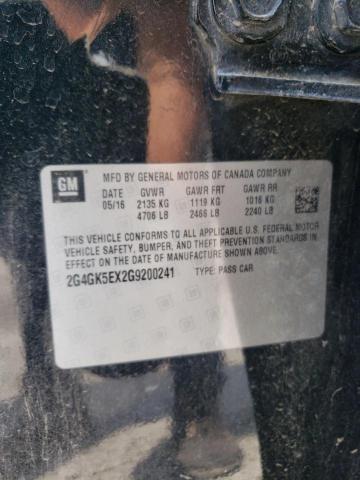 GM
MFD BY GENERAL MOTORS OF CANADA COMPANY
DATE GVWR GAWR FRT GAWR RR
05/16 2135 KG 1119 KG 1016 KG
4706 LB 2466 LB 2240 LB
THIS VEHICLE CONFORMS TO ALL APPLICABLE U.S. FEDERAL MOTOR
VEHICLE SAFETY, BUMPER, AND THEFT PREVENTION STANDARDS IN
EFFECT ON THE DATE OF MANUFACTURE SHOWN ABOVE.
2G4GK5EX2G9200241 TYPE: PASS CAR